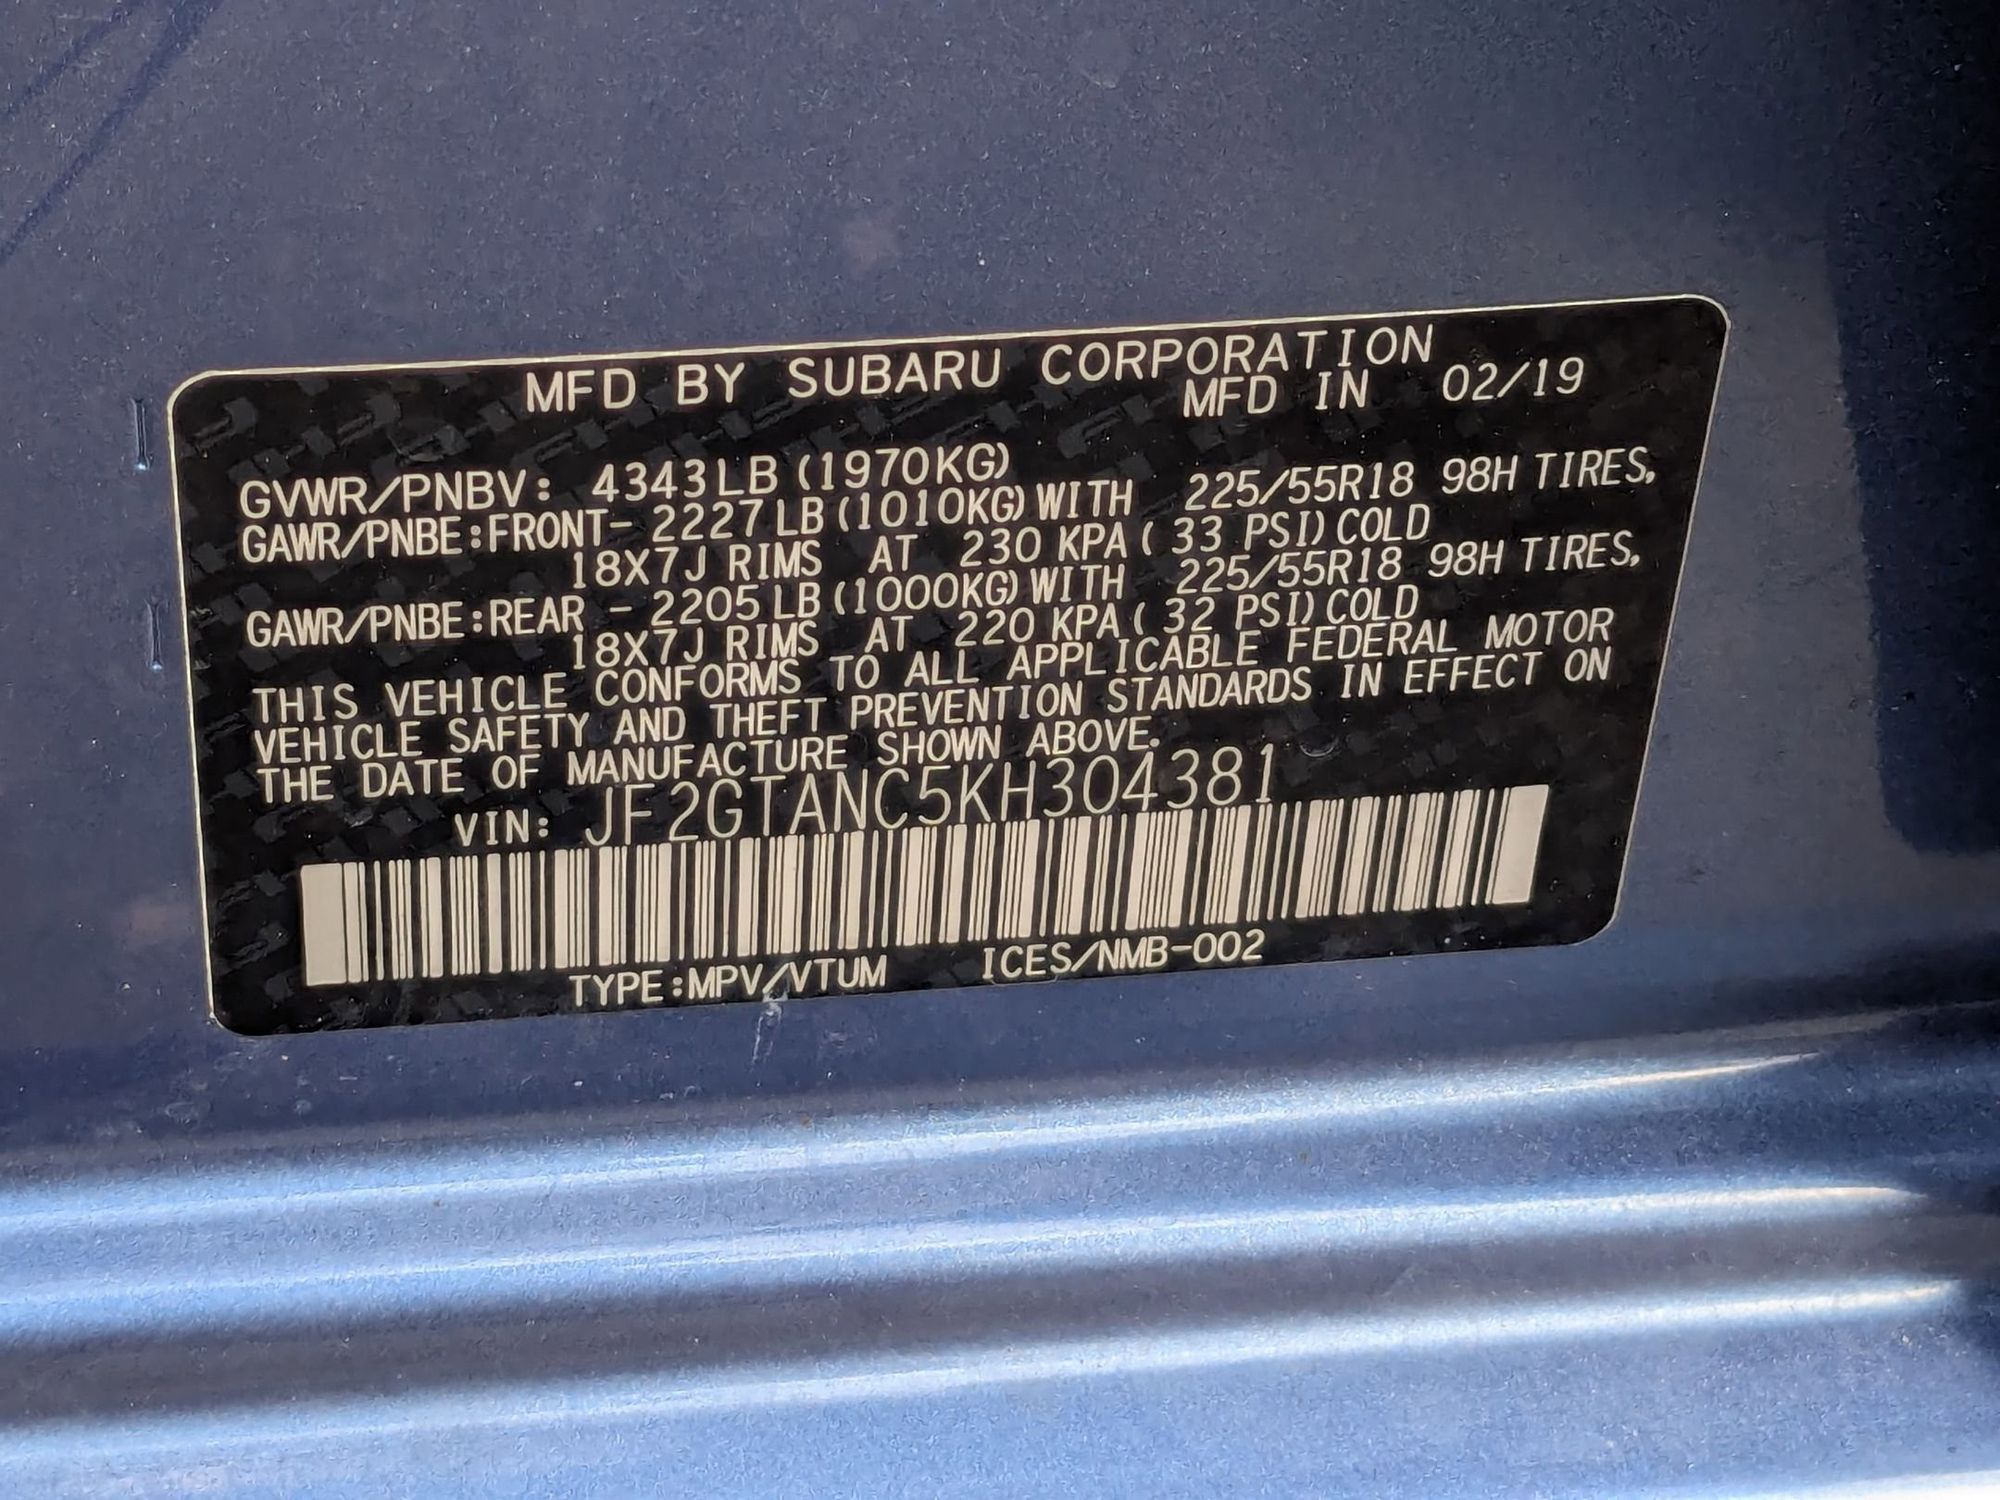 MFD BY SUBARU CORPORATION
MFD IN 02/19
GVWR/PNBV: 4343LB (1970KG)
GAWR/PNBE:FRONT- 2227LB (1010KG) WITH 225/55R18 98H TIRES,
18X7J RIMS AT 230 KPA ( 33 PSI) COLD
GAWR/PNBE:REAR - 2205LB (1000KG) WITH 225/55R18 98H TIRES,
18X7J RIMS AT 220 KPA ( 32 PSI) COLD
THIS VEHICLE CONFORMS TO ALL APPLICABLE FEDERAL MOTOR
VEHICLE SAFETY AND THEFT PREVENTION STANDARDS IN EFFECT ON
THE DATE OF MANUFACTURE SHOWN ABOVE.
VIN: JF2GTANC5KH304381
TYPE:MPV/VTUM ICES/NMB-002